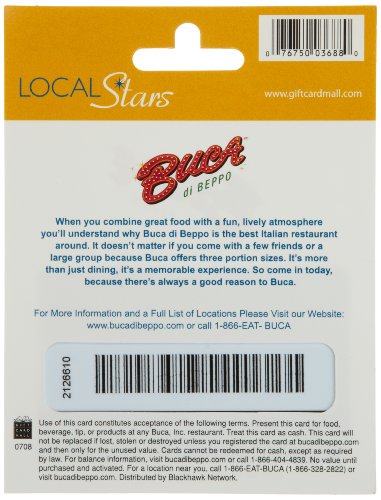 0 76750 03688 0
LOCAL Stars
www.giftcardmall.com
BUCA
di BEPPO
When you combine great food with a fun, lively atmosphere
you'll understand why Buca di Beppo is the best Italian restaurant
around. It doesn't matter if you come with a few friends or a
large group because Buca offers three portion sizes. It's more
than just dining, it's a memorable experience. So come in today,
because there's always a good reason to Buca.
For More Information and a Full List of Locations Please Visit our Website:
www.bucadibeppo.com or call 1-866-EAT- BUCA
2126610
GIFT CARD MALL
0708
Use of this card constitutes acceptance of the following terms. Present this card for food,
beverage, tip, or products at any Buca, Inc. restaurant. Treat this card as cash. This card will
not be replaced if lost, stolen or destroyed unless you registered the card at bucadibeppo.com
and then only for the unused value. Cards cannot be redeemed for cash, except as required
by law. For balance information, visit bucadibeppo.com or call 1-866-404-4839. No value until
purchased and activated. For a location near you, call 1-866-EAT-BUCA (1-866-328-2822) or
visit bucadibeppo.com. Distributed by Blackhawk Network.